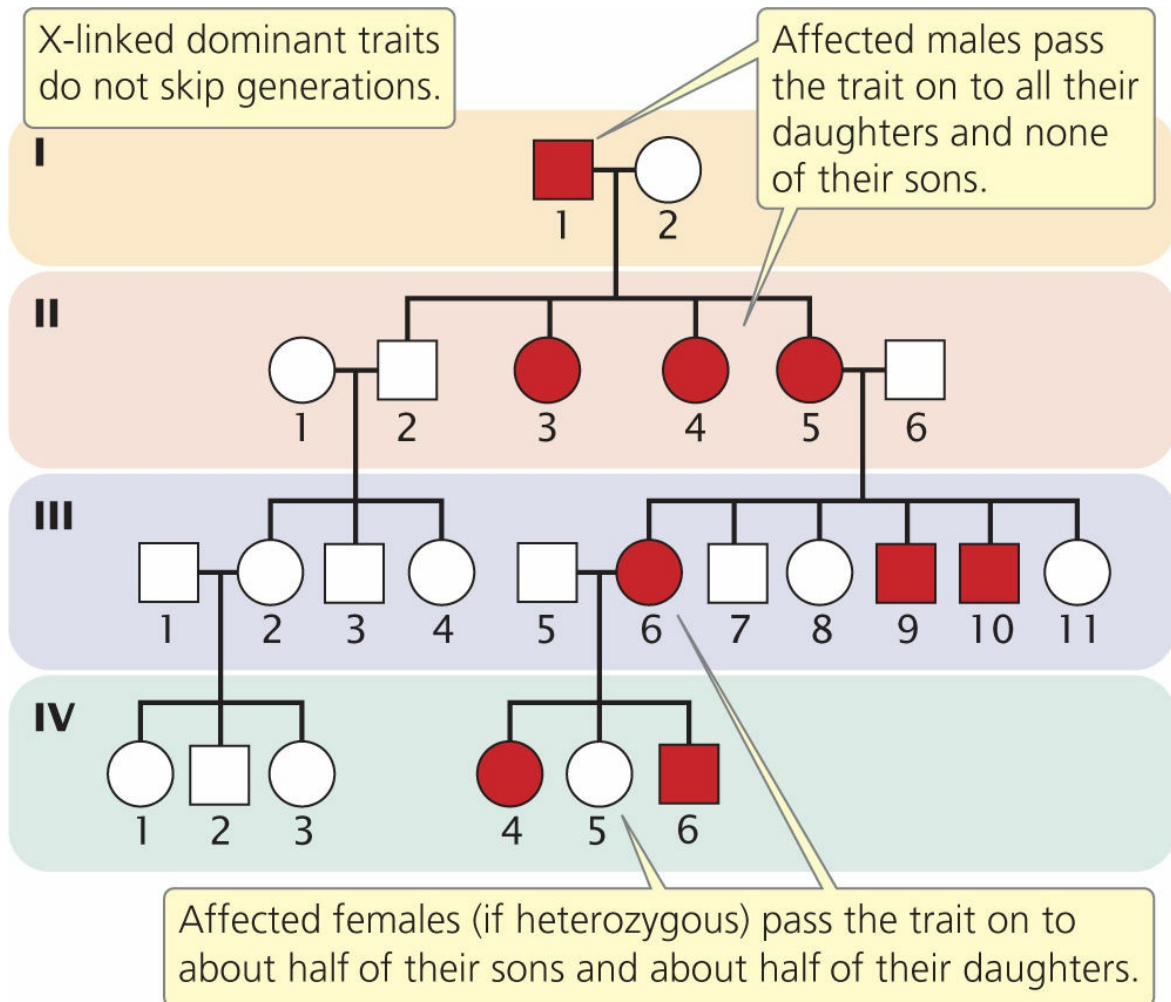 X-linked dominant traits
do not skip generations.
Affected males pass
the trait on to all their
daughters and none
of their sons.
I
1 2
II
1 2 3 4 5 6
III
1 2 3 4 5 6 7 8 9 10 11
IV
1 2 3 4 5 6
Affected females (if heterozygous) pass the trait on to
about half of their sons and about half of their daughters.